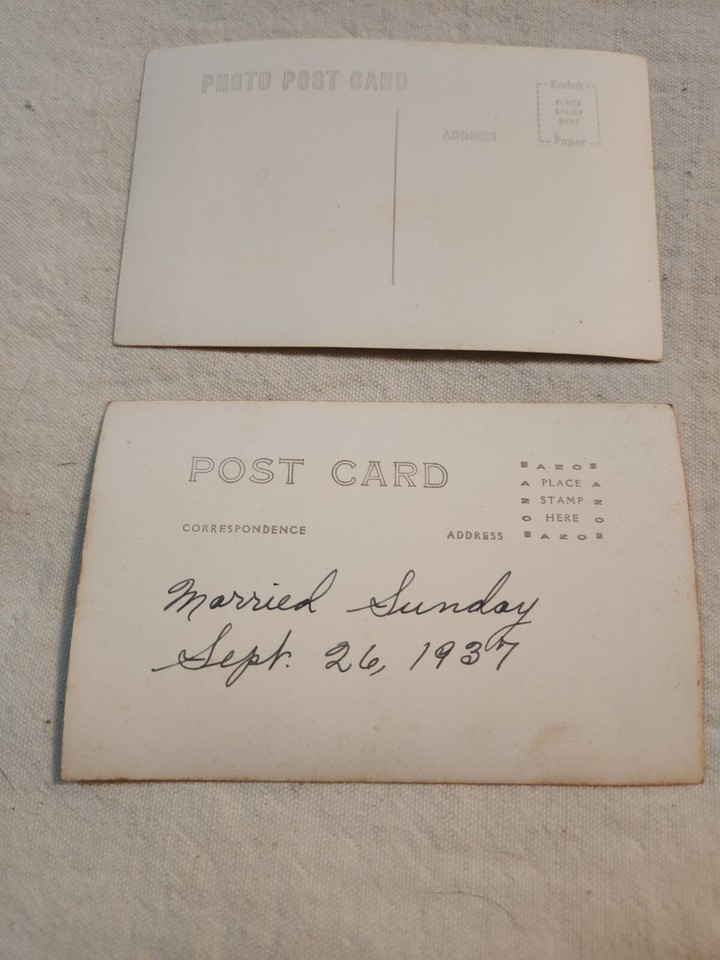 PHOTO POST CARD
Kodak
PLACE
STAMP
HERE
Paper
ADDRESS
POST CARD
AZO
A PLACE A
Z STAMP Z
O HERE O
AZO
CORRESPONDENCE
ADDRESS
Married Sunday
Sept. 26, 1937